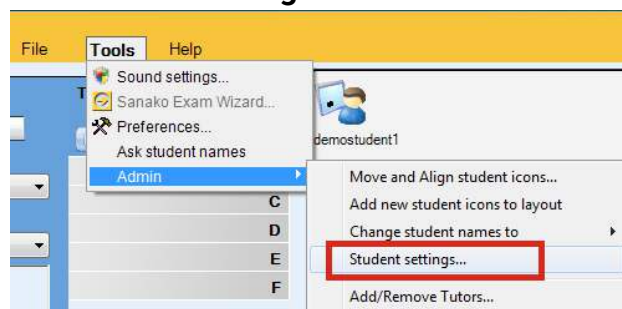 File Tools Help
Sound settings...
Sanako Exam Wizard...
Preferences...
Ask student names
Admin
demostudent1
Move and Align student icons...
Add new student icons to layout
Change student names to
Student settings...
Add/Remove Tutors...
C
D
E
F